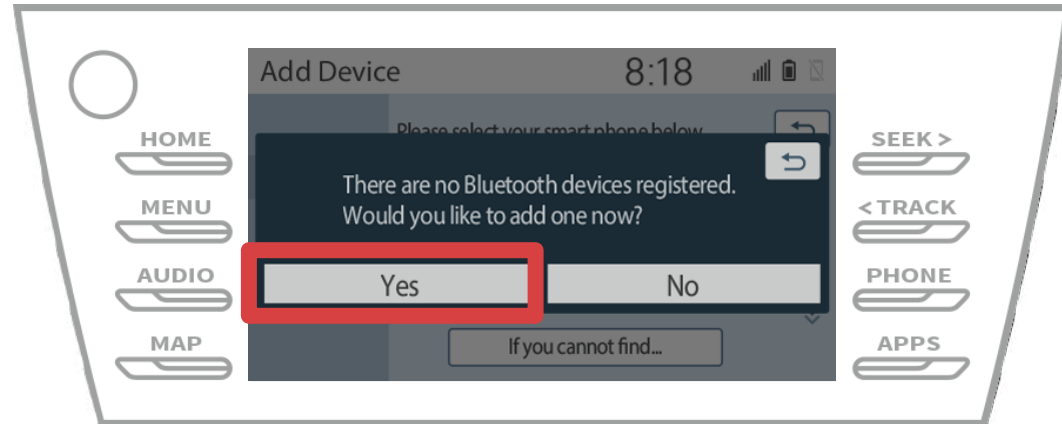 Add Device 8:18
Please select your smart phone below
HOME
MENU
AUDIO
MAP
There are no Bluetooth devices registered.
Would you like to add one now?
Yes No
If you cannot find...
SEEK >
< TRACK
PHONE
APPS